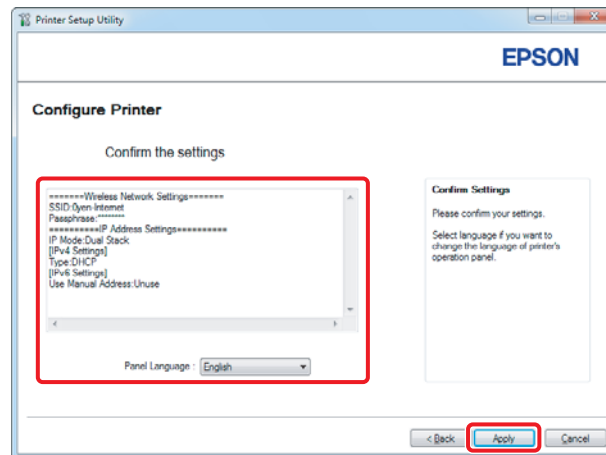 Printer Setup Utility
EPSON
Configure Printer
Confirm the settings
=======Wireless Network Settings=======
SSID:0yen-Internet
Passphrase:********
==========IP Address Settings==========
IP Mode:Dual Stack
[IPv4 Settings]
Type:DHCP
[IPv6 Settings]
Use Manual Address:Unuse
Panel Language : English
Confirm Settings
Please confirm your settings.
Select language if you want to
change the language of printer's
operation panel.
< Back
Apply
Cancel